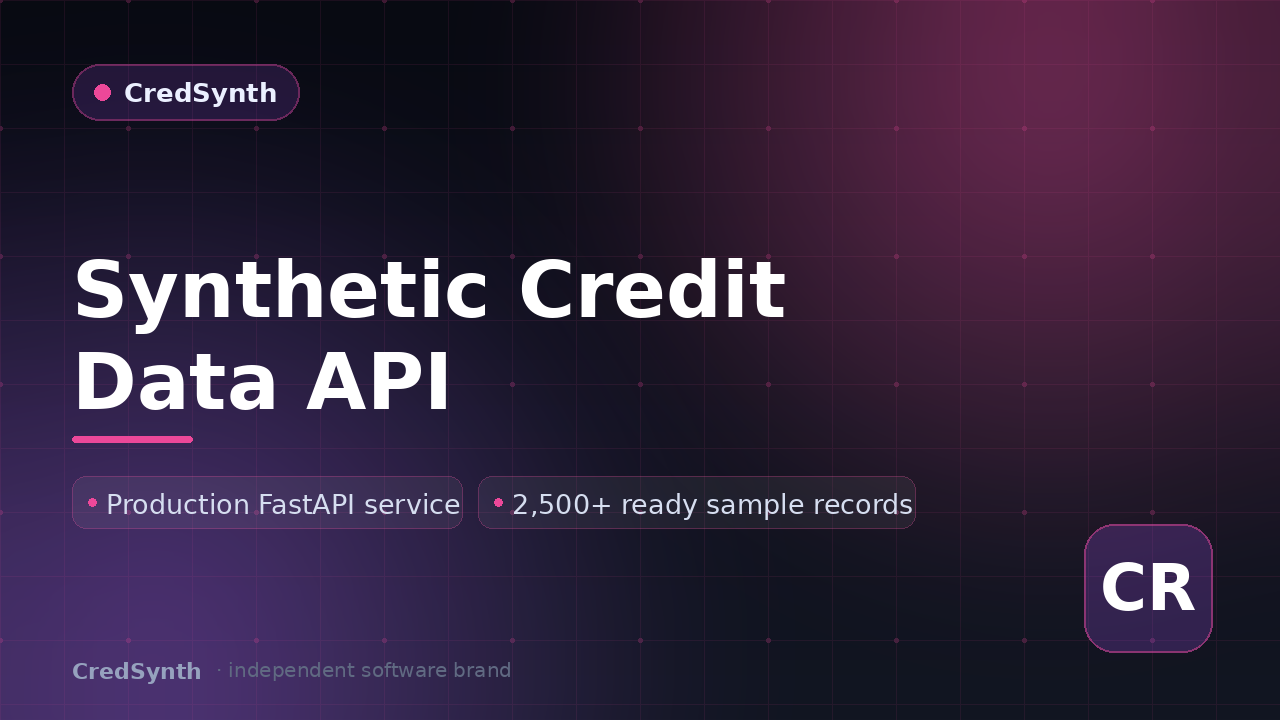 CredSynth
Synthetic Credit
Data API
Production FastAPI service
2,500+ ready sample records
CR
CredSynth · independent software brand